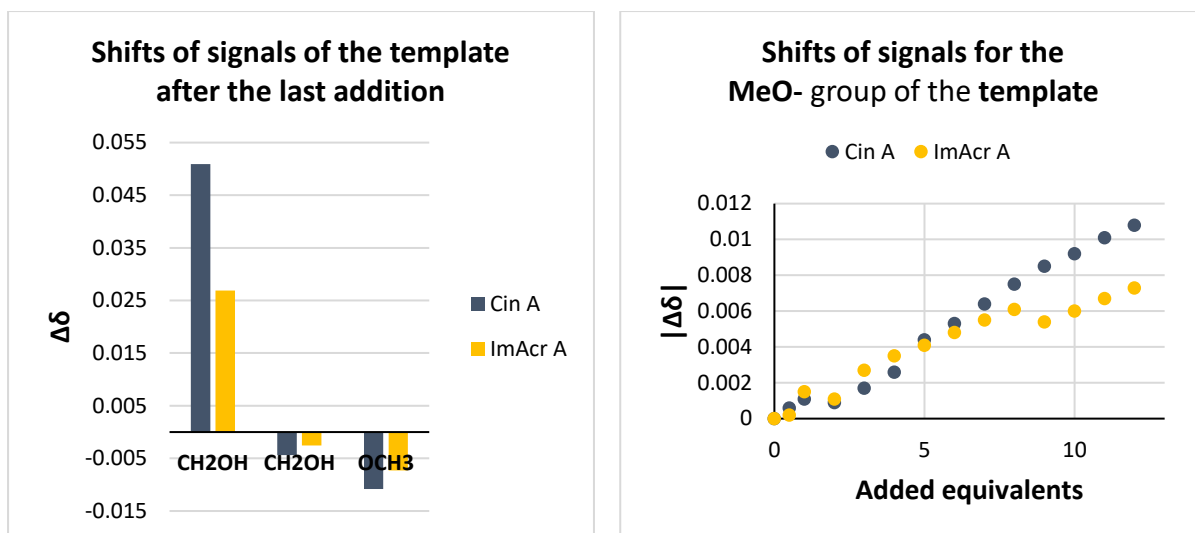 Shifts of signals of the template
after the last addition
0.055
0.045
0.035
0.025
0.015
0.005
-0.005
-0.015
Δδ
CH2OH CH2OH OCH3
Cin A
ImAcr A
Shifts of signals for the
MeO- group of the template
Cin A ImAcr A
0.012
0.01
0.008
0.006
0.004
0.002
0
|Δδ|
0 5 10
Added equivalents